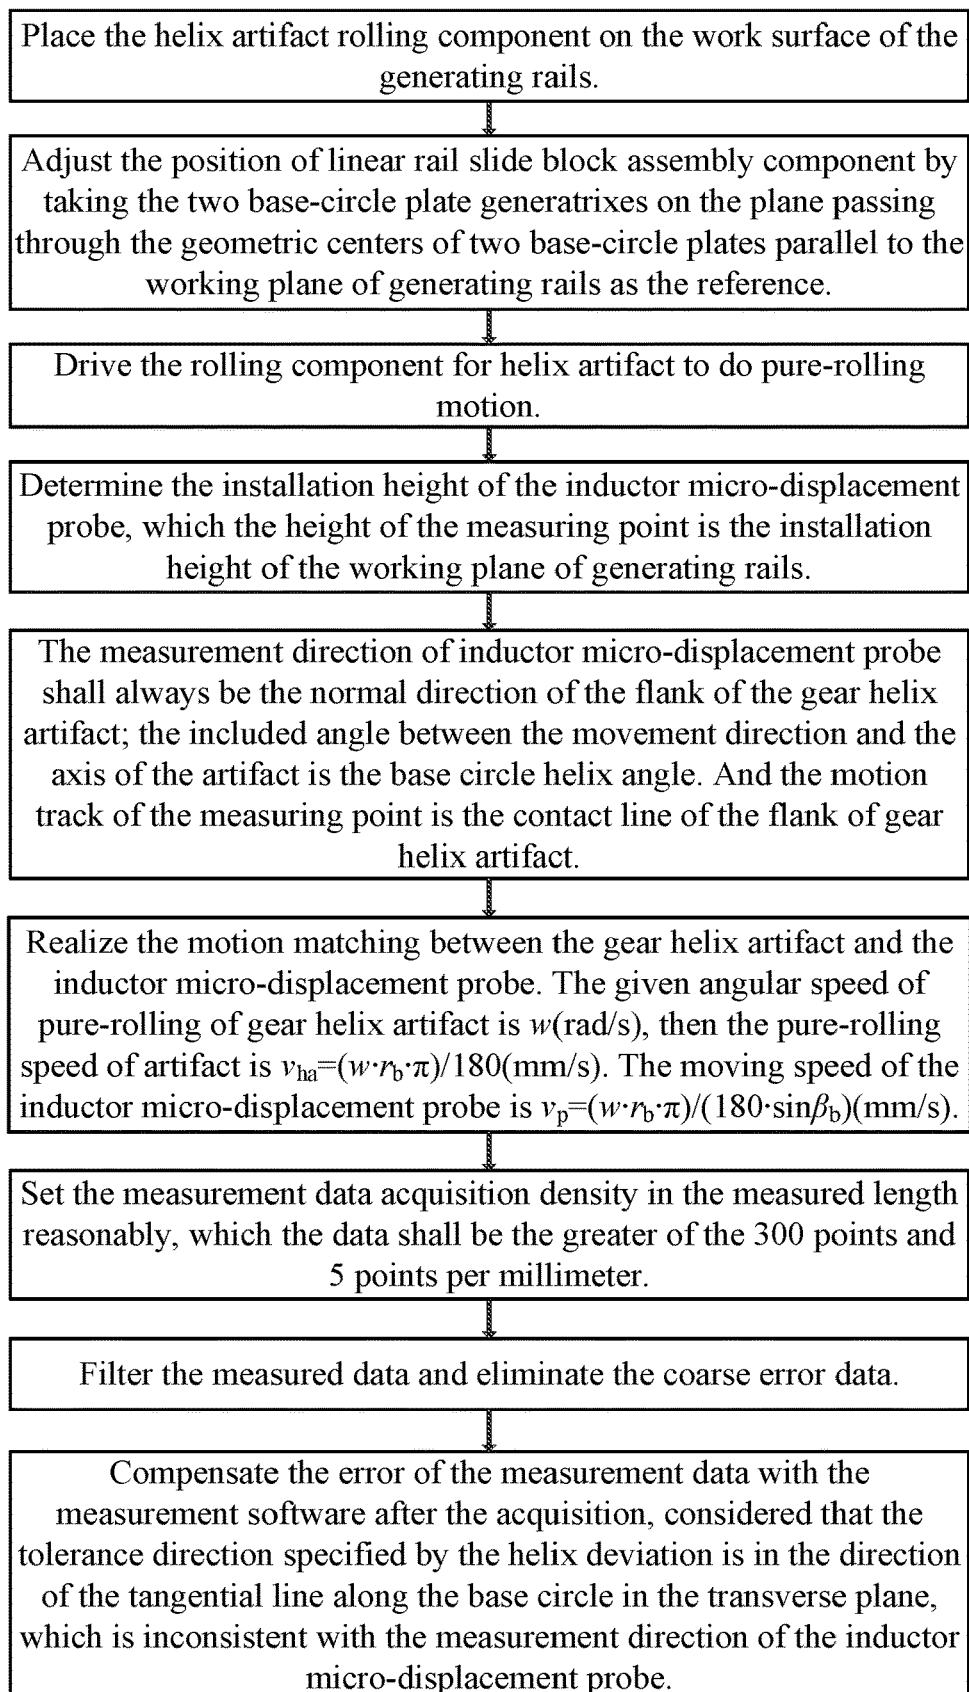 Place the helix artifact rolling component on the work surface of the
generating rails.
Adjust the position of linear rail slide block assembly component by
taking the two base-circle plate generatrixes on the plane passing
through the geometric centers of two base-circle plates parallel to the
working plane of generating rails as the reference.
Drive the rolling component for helix artifact to do pure-rolling
motion.
Determine the installation height of the inductor micro-displacement
probe, which the height of the measuring point is the installation
height of the working plane of generating rails.
The measurement direction of inductor micro-displacement probe
shall always be the normal direction of the flank of the gear helix
artifact; the included angle between the movement direction and the
axis of the artifact is the base circle helix angle. And the motion
track of the measuring point is the contact line of the flank of gear
helix artifact.
Realize the motion matching between the gear helix artifact and the
inductor micro-displacement probe. The given angular speed of
pure-rolling of gear helix artifact is w(rad/s), then the pure-rolling
speed of artifact is vha=(w·rb·π)/180(mm/s). The moving speed of the
inductor micro-displacement probe is vp=(w·rb·π)/(180·sinβb)(mm/s).
Set the measurement data acquisition density in the measured length
reasonably, which the data shall be the greater of the 300 points and
5 points per millimeter.
Filter the measured data and eliminate the coarse error data.
Compensate the error of the measurement data with the
measurement software after the acquisition, considered that the
tolerance direction specified by the helix deviation is in the direction
of the tangential line along the base circle in the transverse plane,
which is inconsistent with the measurement direction of the inductor
micro-displacement probe.